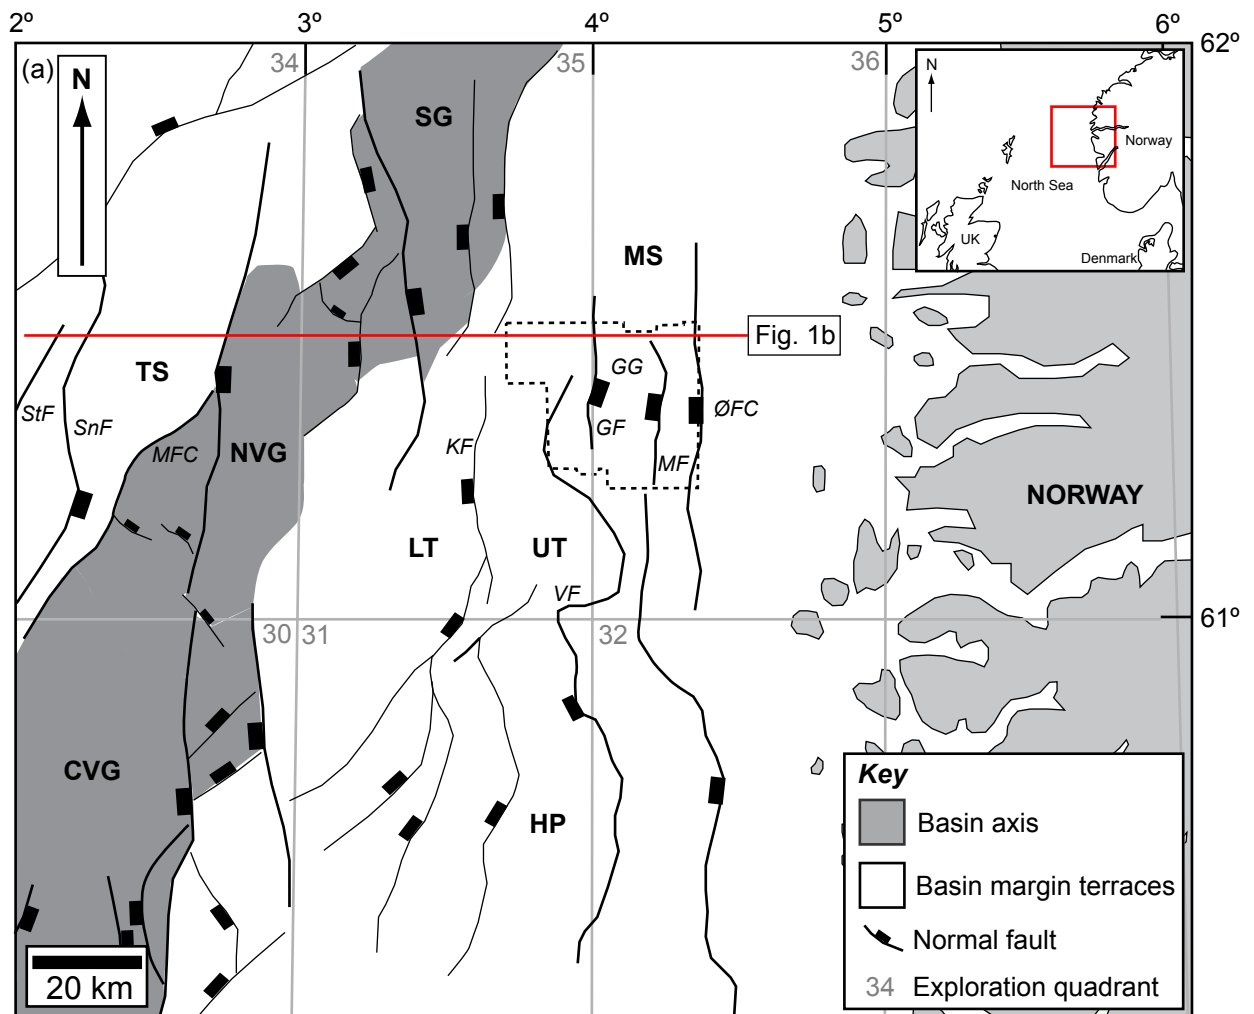 2º 3º 4º 5º 6º
62º
(a) 34 35 36
N
N
SG
Norway
North Sea
MS
UK
Denmark
Fig. 1b
TS
GG
StF SnF
ØFC
GF
MFC NVG KF MF
NORWAY
LT UT
VF
61º
30 31 32
CVG
HP
Key
Basin axis
Basin margin terraces
Normal fault
34 Exploration quadrant
20 km